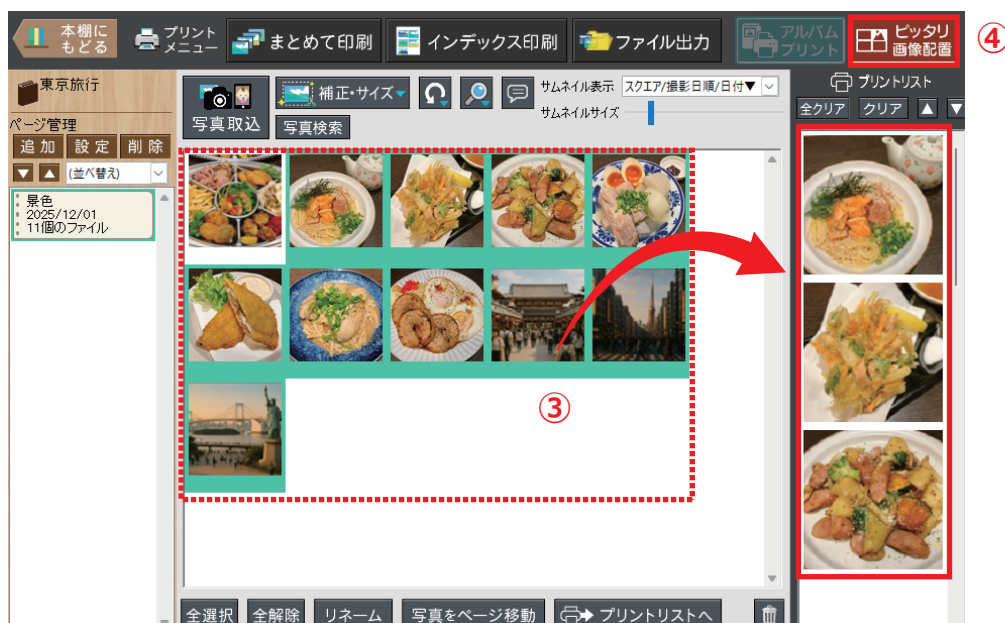 本棚に
もどる
プリント
メニュー
まとめて印刷
インデックス印刷
ファイル出力
アルバム
プリント
ピッタリ
画像配置
④
東京旅行
ページ管理
追加
設定
削除
(並べ替え)
景色
2025/12/01
11個のファイル
写真取込
補正・サイズ
写真検索
サムネイル表示
スクエア/撮影日順/日付▼
サムネイルサイズ
プリントリスト
全クリア
クリア
③
全選択
全解除
リネーム
写真をページ移動
プリントリストへ